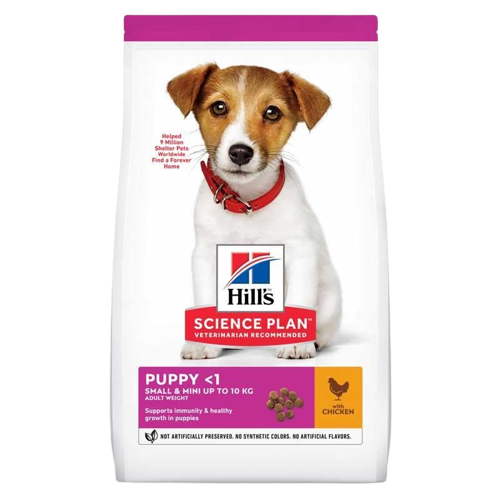 Helped
9 Million
Shelter Pets
Worldwide
Find a Forever
Home
Hill's
SCIENCE PLAN™
VETERINARIAN RECOMMENDED
PUPPY <1
SMALL & MINI UP TO 10 KG
ADULT WEIGHT
Supports immunity & healthy
growth in puppies
with
CHICKEN
NOT ARTIFICIALLY PRESERVED. NO SYNTHETIC COLORS. NO ARTIFICIAL FLAVORS.